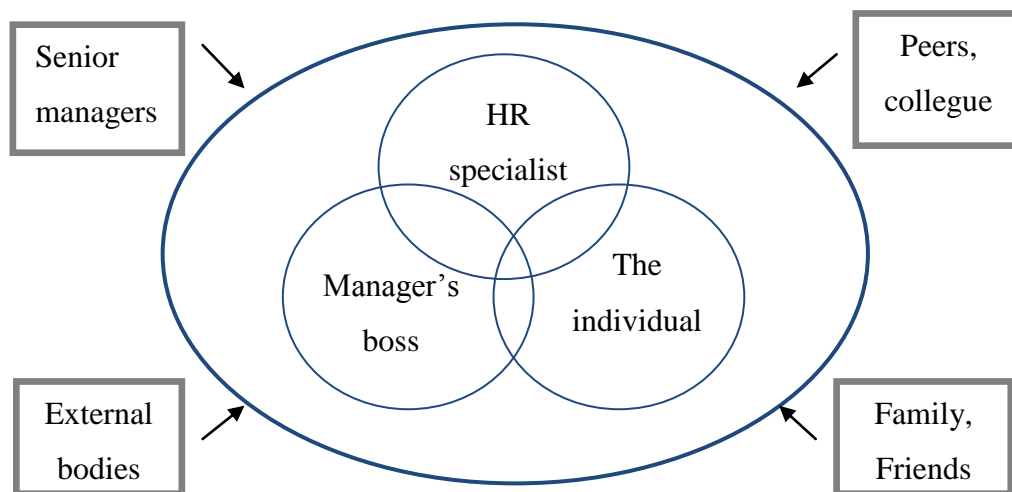 Senior
managers
Peers,
collegue
HR
specialist
Manager’s
boss
The
individual
External
bodies
Family,
Friends